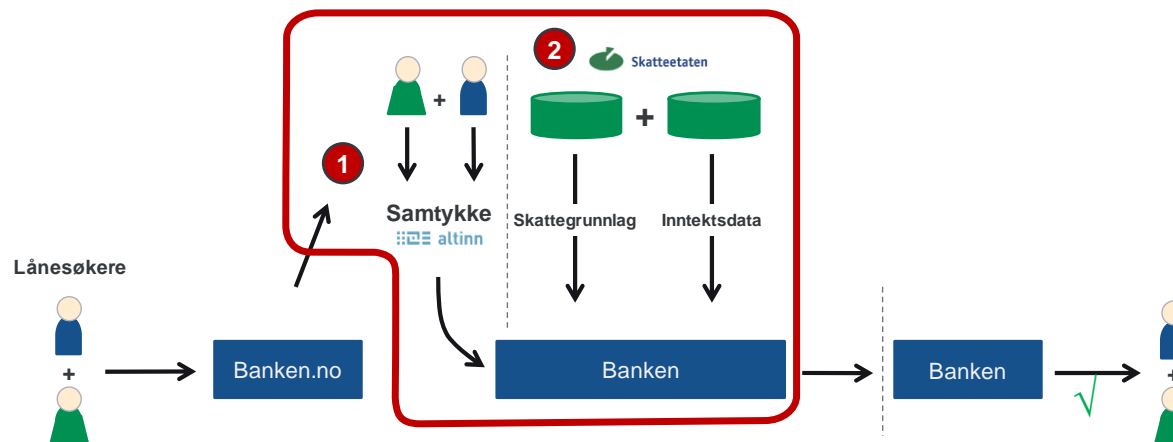 2
Skatteetaten
+
+
1
Samtykke
altinn
Skattegrunnlag
Inntektsdata
Lånesøkere
+
Banken.no
Banken
Banken
√
+